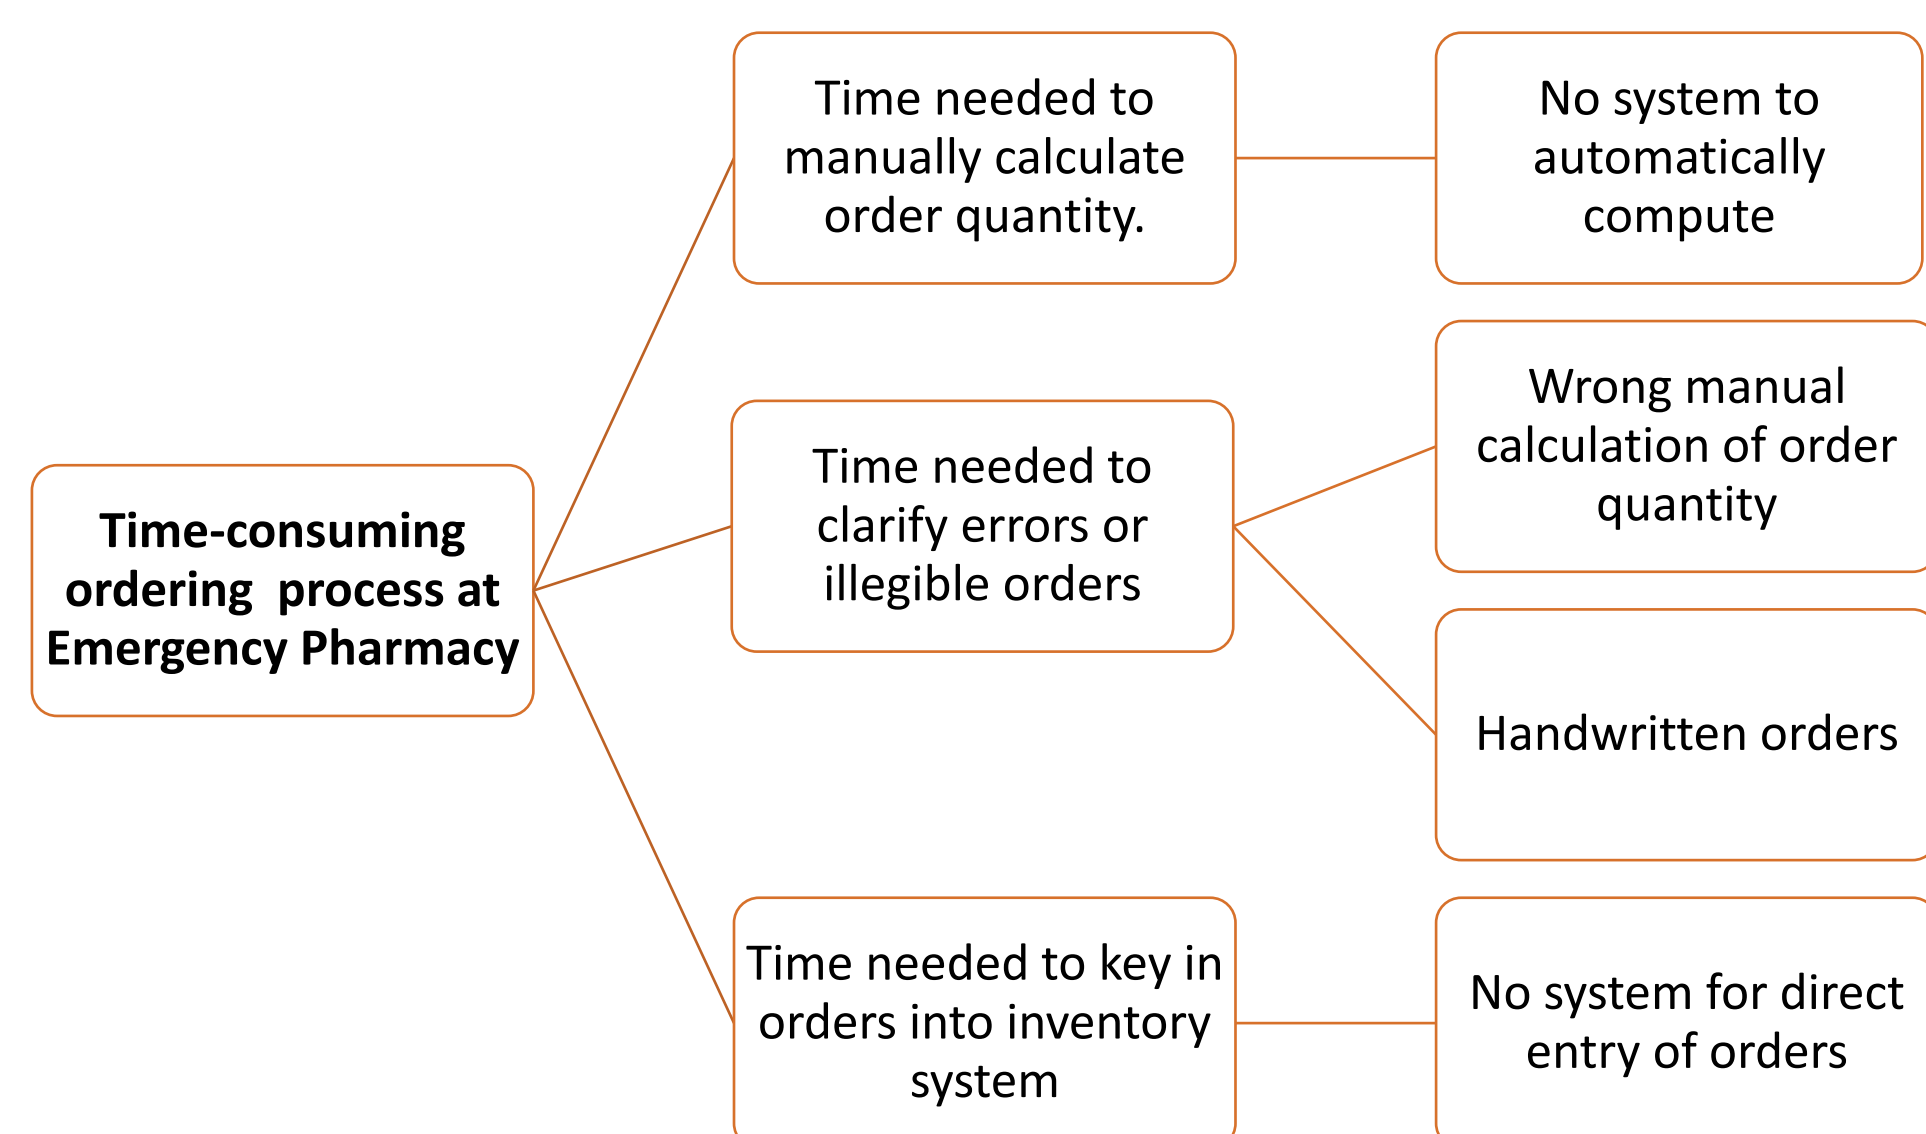 Time-consuming
ordering  process at
Emergency Pharmacy
Time needed to
manually calculate
order quantity.
No system to
automatically
compute
Time needed to
clarify errors or
illegible orders
Wrong manual
calculation of order
quantity
Handwritten orders
Time needed to key in
orders into inventory
system
No system for direct
entry of orders